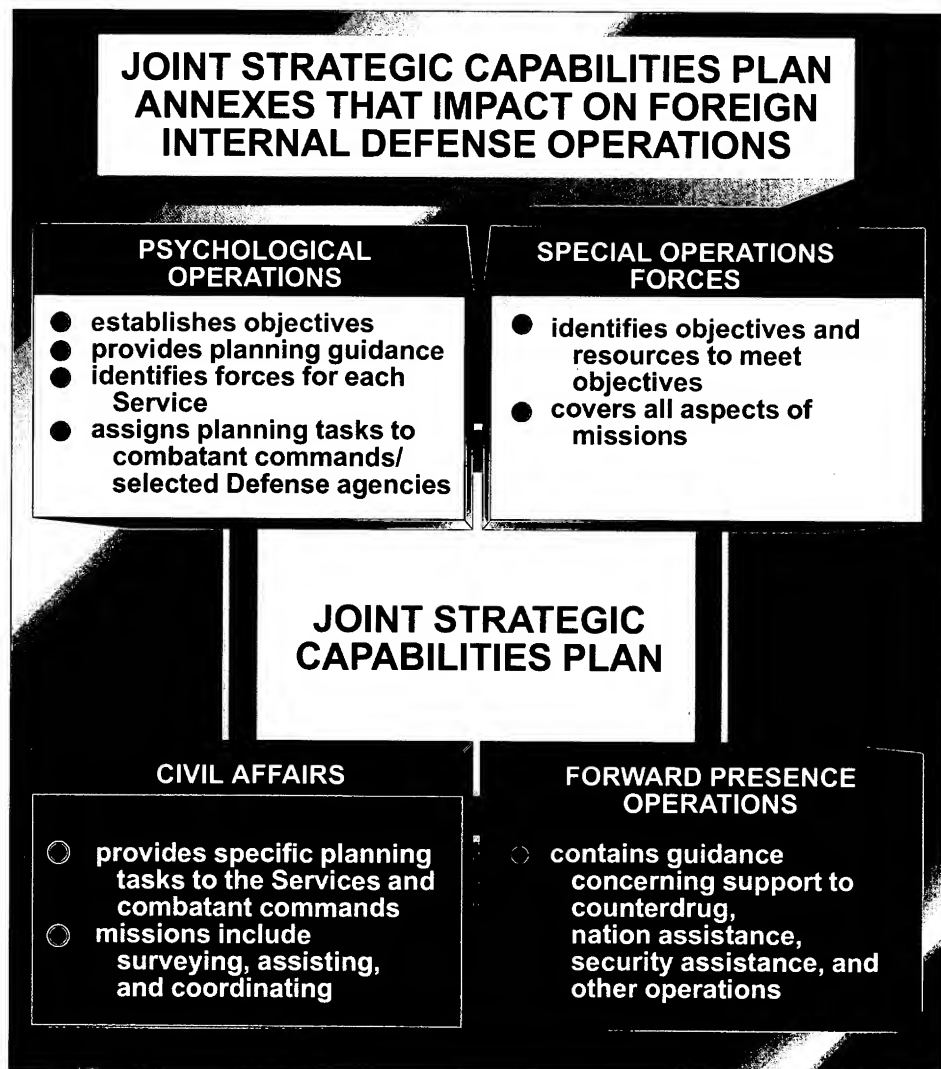 JOINT STRATEGIC CAPABILITIES PLAN
ANNEXES THAT IMPACT ON FOREIGN
INTERNAL DEFENSE OPERATIONS
PSYCHOLOGICAL
OPERATIONS
● establishes objectives
● provides planning guidance
● identifies forces for each
Service
● assigns planning tasks to
combatant commands/
selected Defense agencies
SPECIAL OPERATIONS
FORCES
● identifies objectives and
resources to meet
objectives
● covers all aspects of
missions
JOINT STRATEGIC
CAPABILITIES PLAN
CIVIL AFFAIRS
● provides specific planning
tasks to the Services and
combatant commands
● missions include
surveying, assisting,
and coordinating
FORWARD PRESENCE
OPERATIONS
● contains guidance
concerning support to
counterdrug,
nation assistance,
security assistance, and
other operations